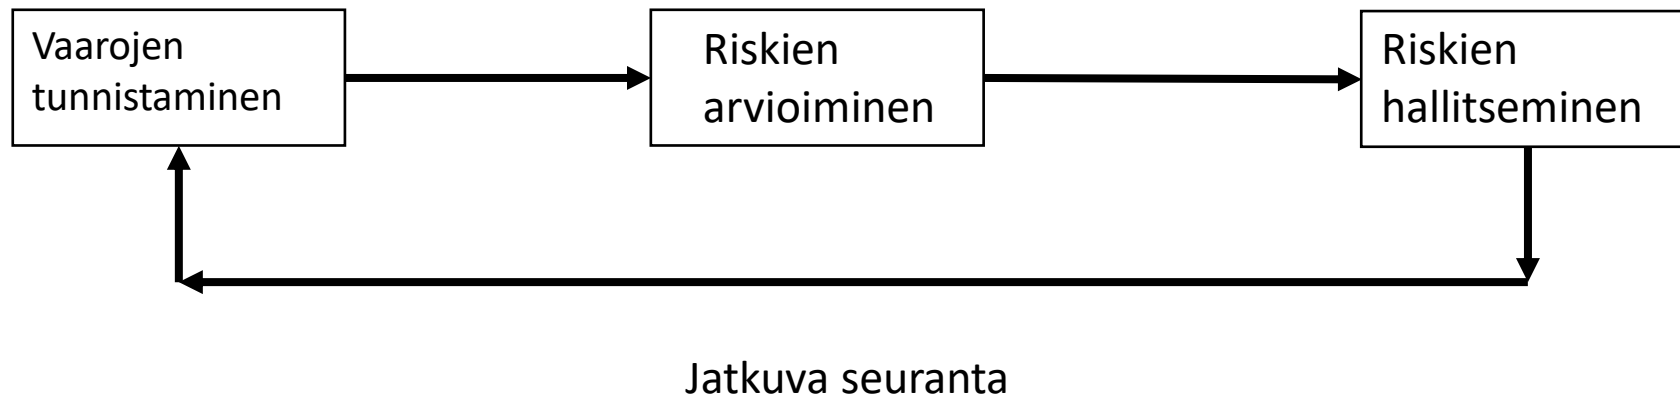 Vaarojen
tunnistaminen
Riskien
arvioiminen
Riskien
hallitseminen
Jatkuva seuranta